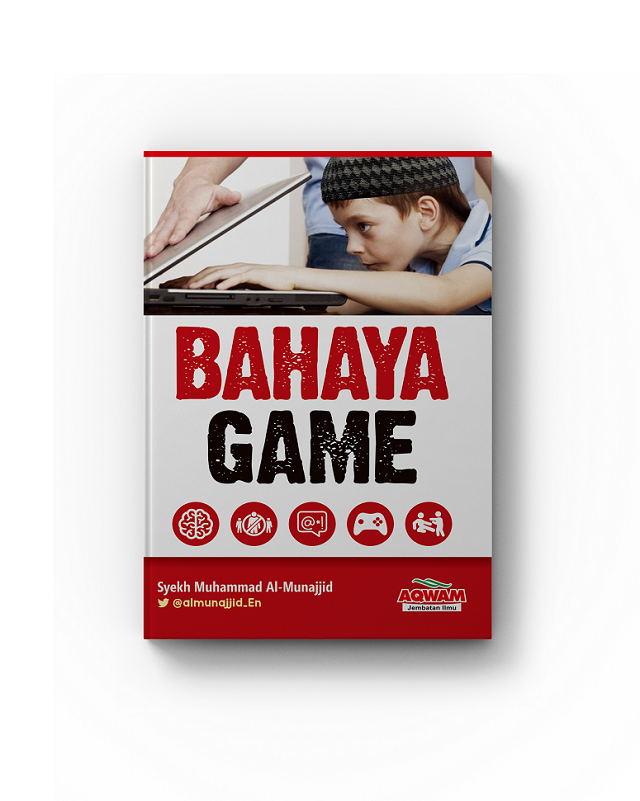 BAHAYA
GAME
@*!
Syekh Muhammad Al-Munajjid
@almunajjid_En
AQWAM
Jembatan Ilmu